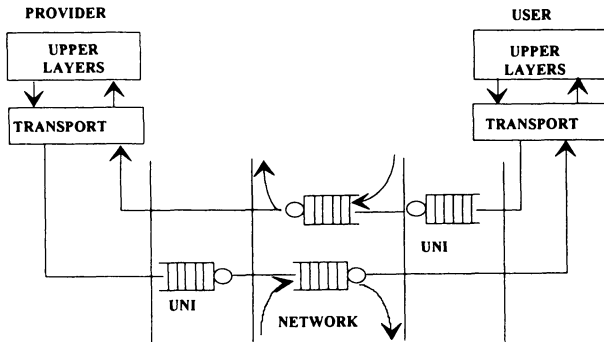 PROVIDER
USER
UPPER
LAYERS
UPPER
LAYERS
TRANSPORT
TRANSPORT
UNI
UNI
NETWORK